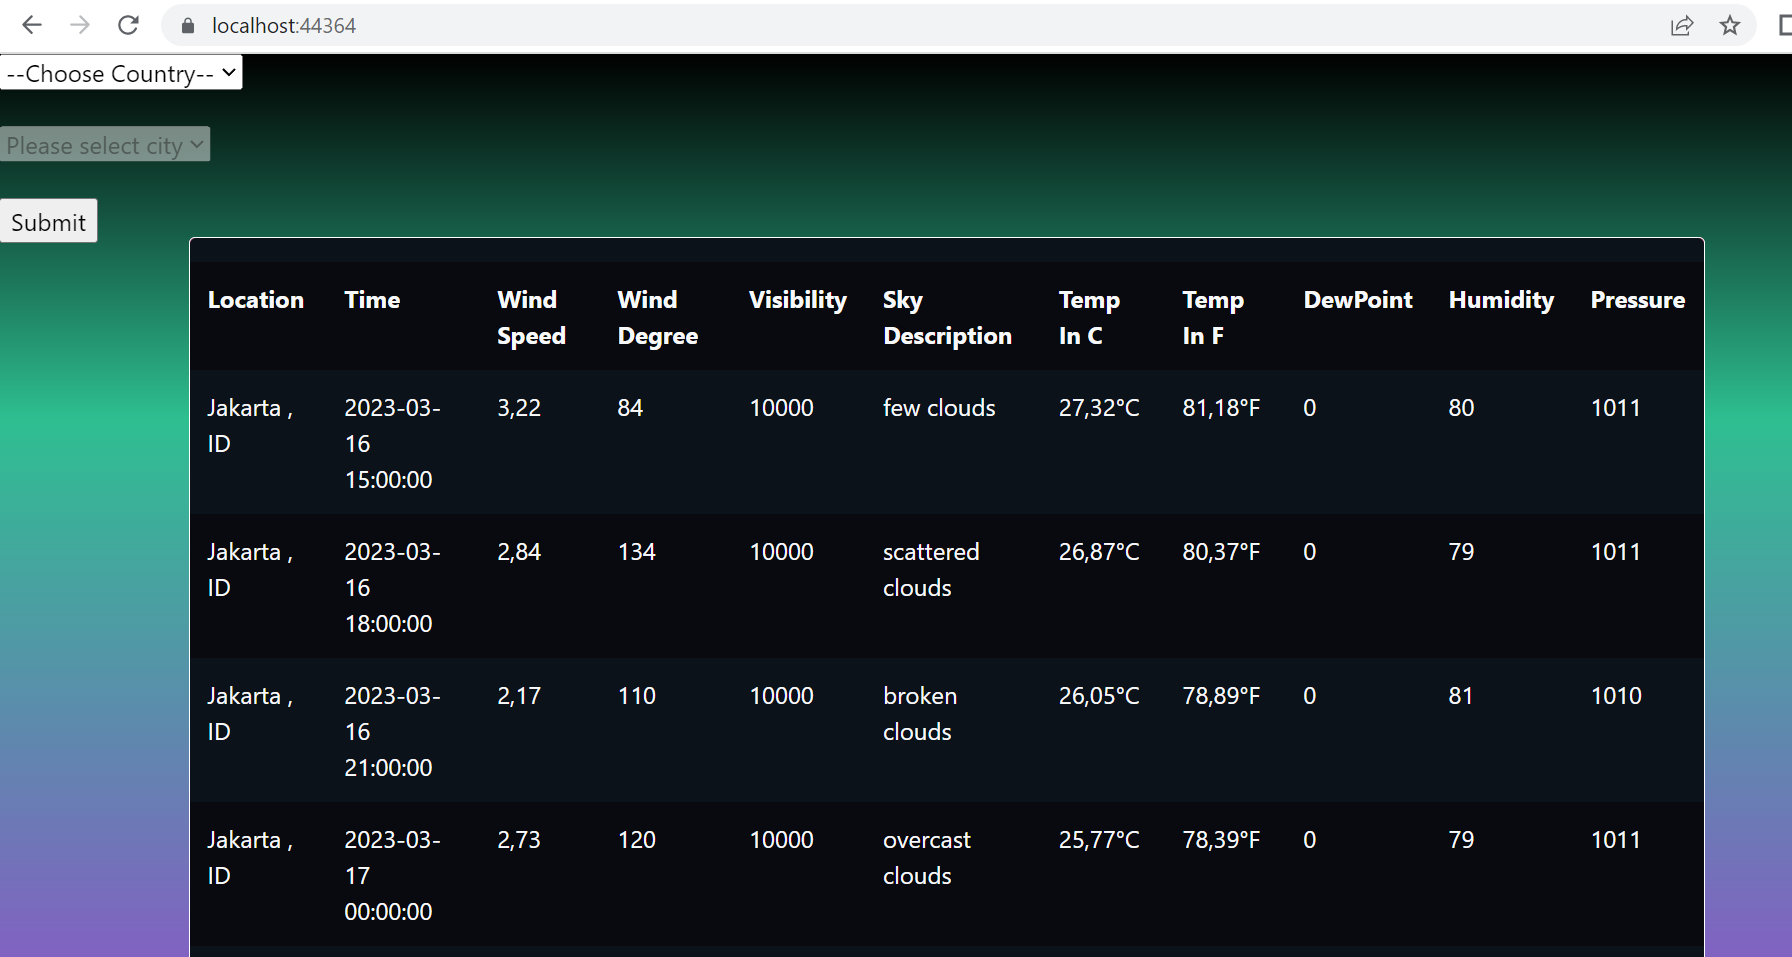 localhost:44364
--Choose Country--
Please select city
Submit
Location Time Wind Speed Wind Degree Visibility Sky Description Temp In C Temp In F DewPoint Humidity Pressure
Jakarta , ID 2023-03-16 15:00:00 3,22 84 10000 few clouds 27,32°C 81,18°F 0 80 1011
Jakarta , ID 2023-03-16 18:00:00 2,84 134 10000 scattered clouds 26,87°C 80,37°F 0 79 1011
Jakarta , ID 2023-03-16 21:00:00 2,17 110 10000 broken clouds 26,05°C 78,89°F 0 81 1010
Jakarta , ID 2023-03-17 00:00:00 2,73 120 10000 overcast clouds 25,77°C 78,39°F 0 79 1011